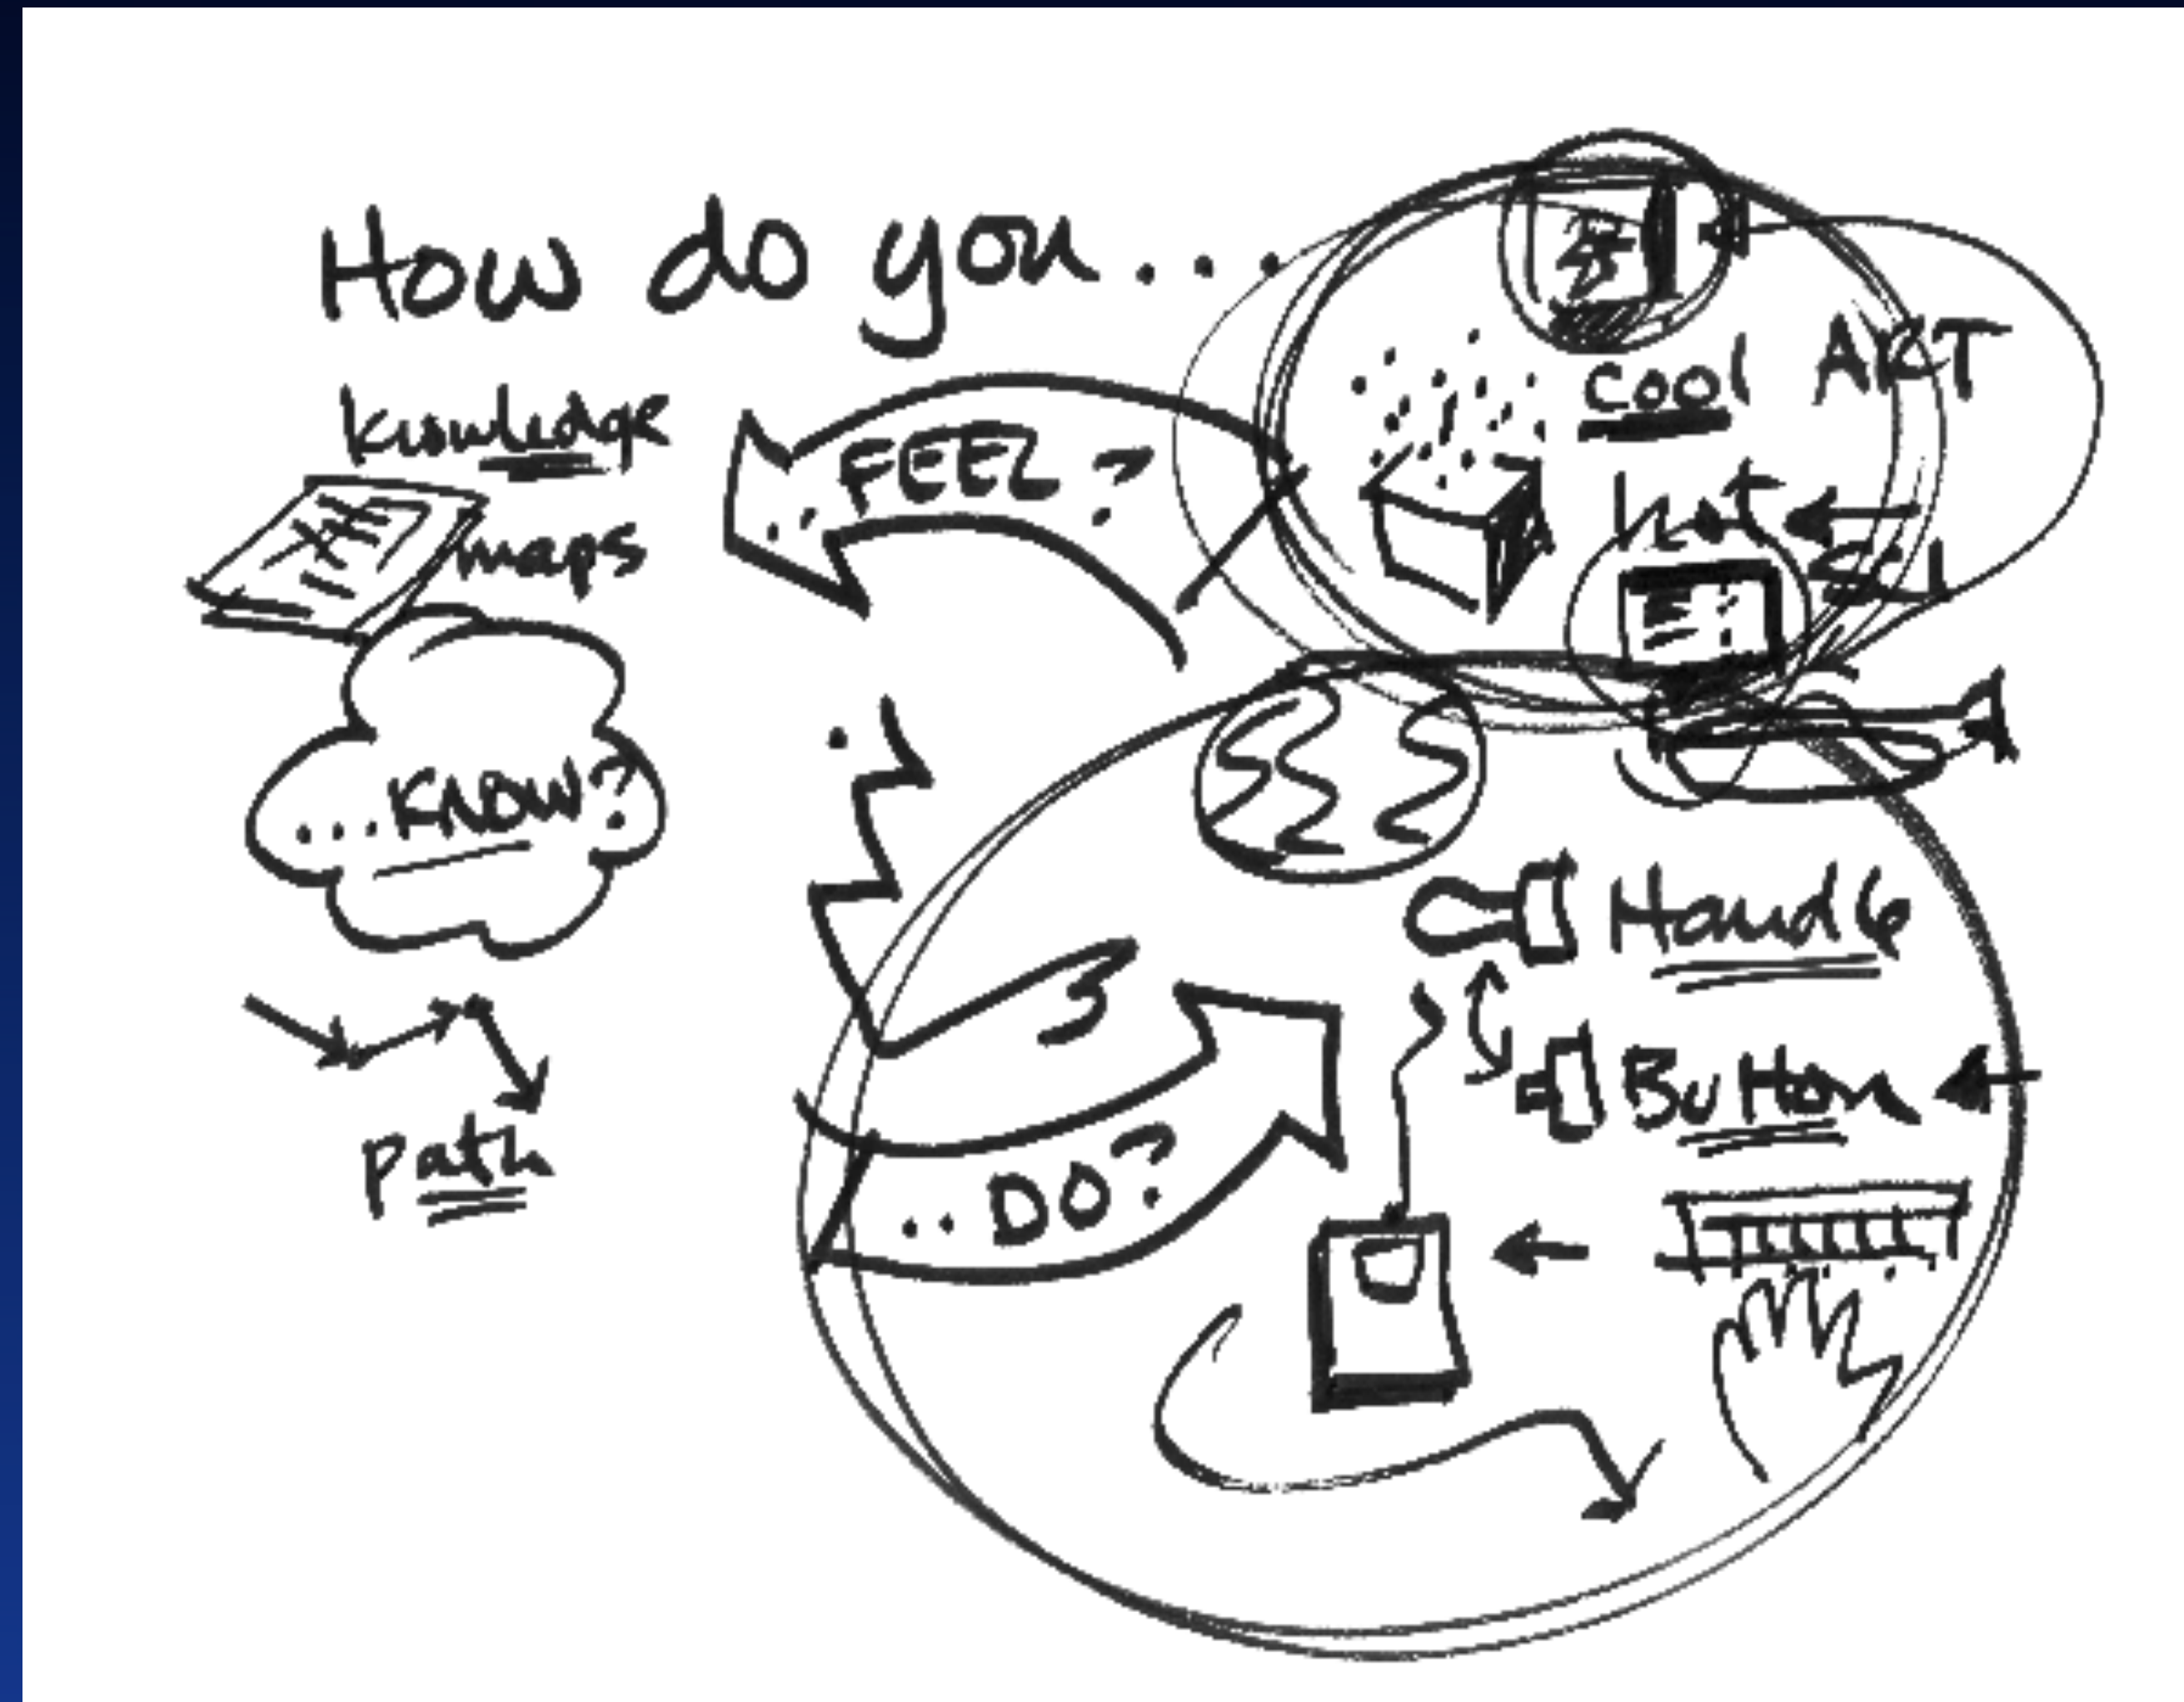 How do you...
knowledge
maps
.. FEEL?
cool
ART
hot
...KNOW?
path
Handle
Button
.. DO?